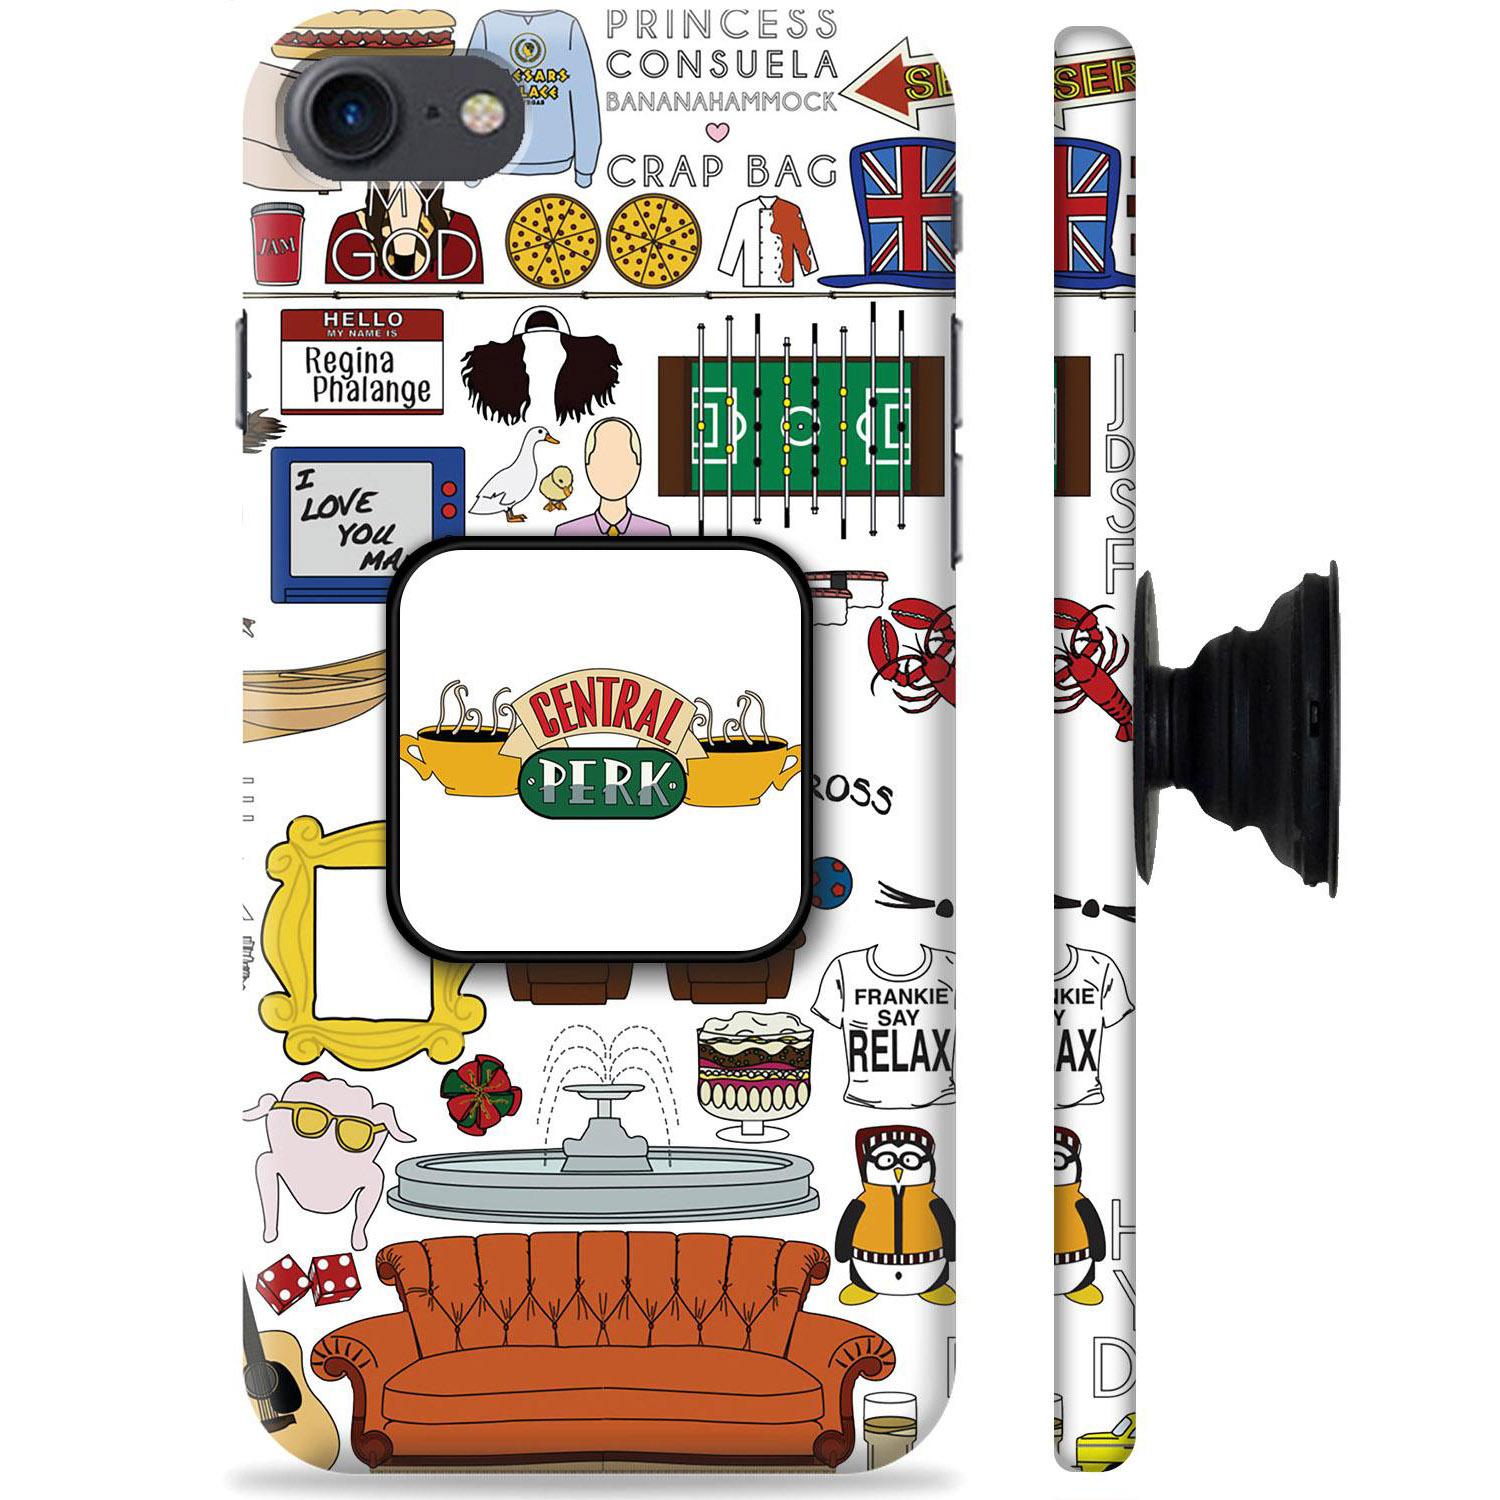 PRINCESS
CONSUELA
BANANAHAMMOCK
CRAP BAG
JAM
MY
GOD
HELLO
MY NAME IS
Regina
Phalange
I
LOVE
YOU
CENTRAL
PERK
ROSS
FRANKIE
SAY
RELAX
J
D
S
F
H
Y
D